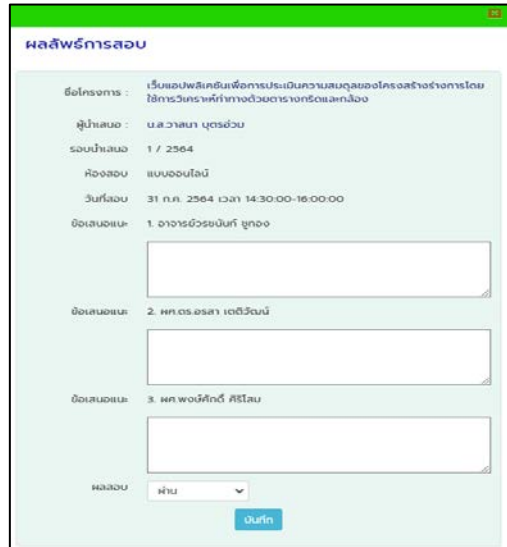 ผลลัพธ์การสอบ
ชื่อโครงการ : เว็บแอปพลิเคชันเพื่อการประเมินความสมดุลของโครงสร้างร่างกายโดย
ใช้การวิเคราะห์ท่าทางด้วยตารางกริดและกล้อง
ผู้นำเสนอ : น.ส.วาสนา บุตรอ่วม
รอบนำเสนอ 1 / 2564
ห้องสอบ แบบออนไลน์
วันที่สอบ 31 ก.ค. 2564 เวลา 14:30:00-16:00:00
ข้อเสนอแนะ 1. อาจารย์วรชนันท์ ชูทอง
ข้อเสนอแนะ 2. ผศ.ดร.อรสา เตติวัฒน์
ข้อเสนอแนะ 3. ผศ.พงษ์ศักดิ์ ศิริโสม
ผลสอบ ผ่าน
บันทึก